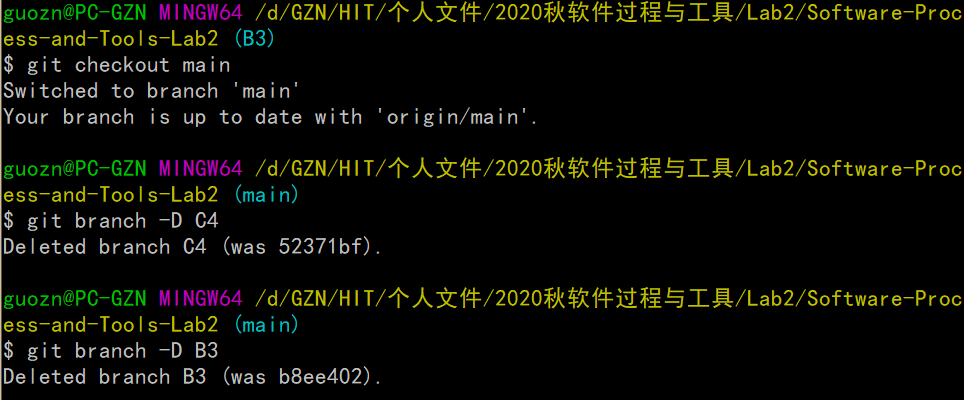 guozn@PC-GZN MINGW64 /d/GZN/HIT/个人文件/2020秋软件过程与工具/Lab2/Software-Proc
ess-and-Tools-Lab2 (B3)
$ git checkout main
Switched to branch 'main'
Your branch is up to date with 'origin/main'.
guozn@PC-GZN MINGW64 /d/GZN/HIT/个人文件/2020秋软件过程与工具/Lab2/Software-Proc
ess-and-Tools-Lab2 (main)
$ git branch -D C4
Deleted branch C4 (was 52371bf).
guozn@PC-GZN MINGW64 /d/GZN/HIT/个人文件/2020秋软件过程与工具/Lab2/Software-Proc
ess-and-Tools-Lab2 (main)
$ git branch -D B3
Deleted branch B3 (was b8ee402).